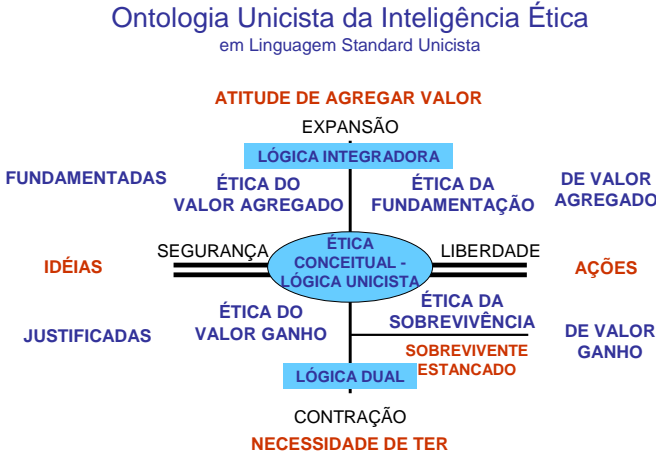 Ontologia Unicista da Inteligência Ética
em Linguagem Standard Unicista
ATITUDE DE AGREGAR VALOR
EXPANSÃO
LÓGICA INTEGRADORA
FUNDAMENTADAS
ÉTICA DO
VALOR AGREGADO
ÉTICA DA
FUNDAMENTAÇÃO
DE VALOR
AGREGADO
SEGURANÇA
ÉTICA
CONCEITUAL -
LÓGICA UNICISTA
LIBERDADE
IDÉIAS
AÇÕES
JUSTIFICADAS
ÉTICA DO
VALOR GANHO
ÉTICA DA
SOBREVIVÊNCIA
SOBREVIVENTE
ESTANCADO
DE VALOR
GANHO
LÓGICA DUAL
CONTRAÇÃO
NECESSIDADE DE TER